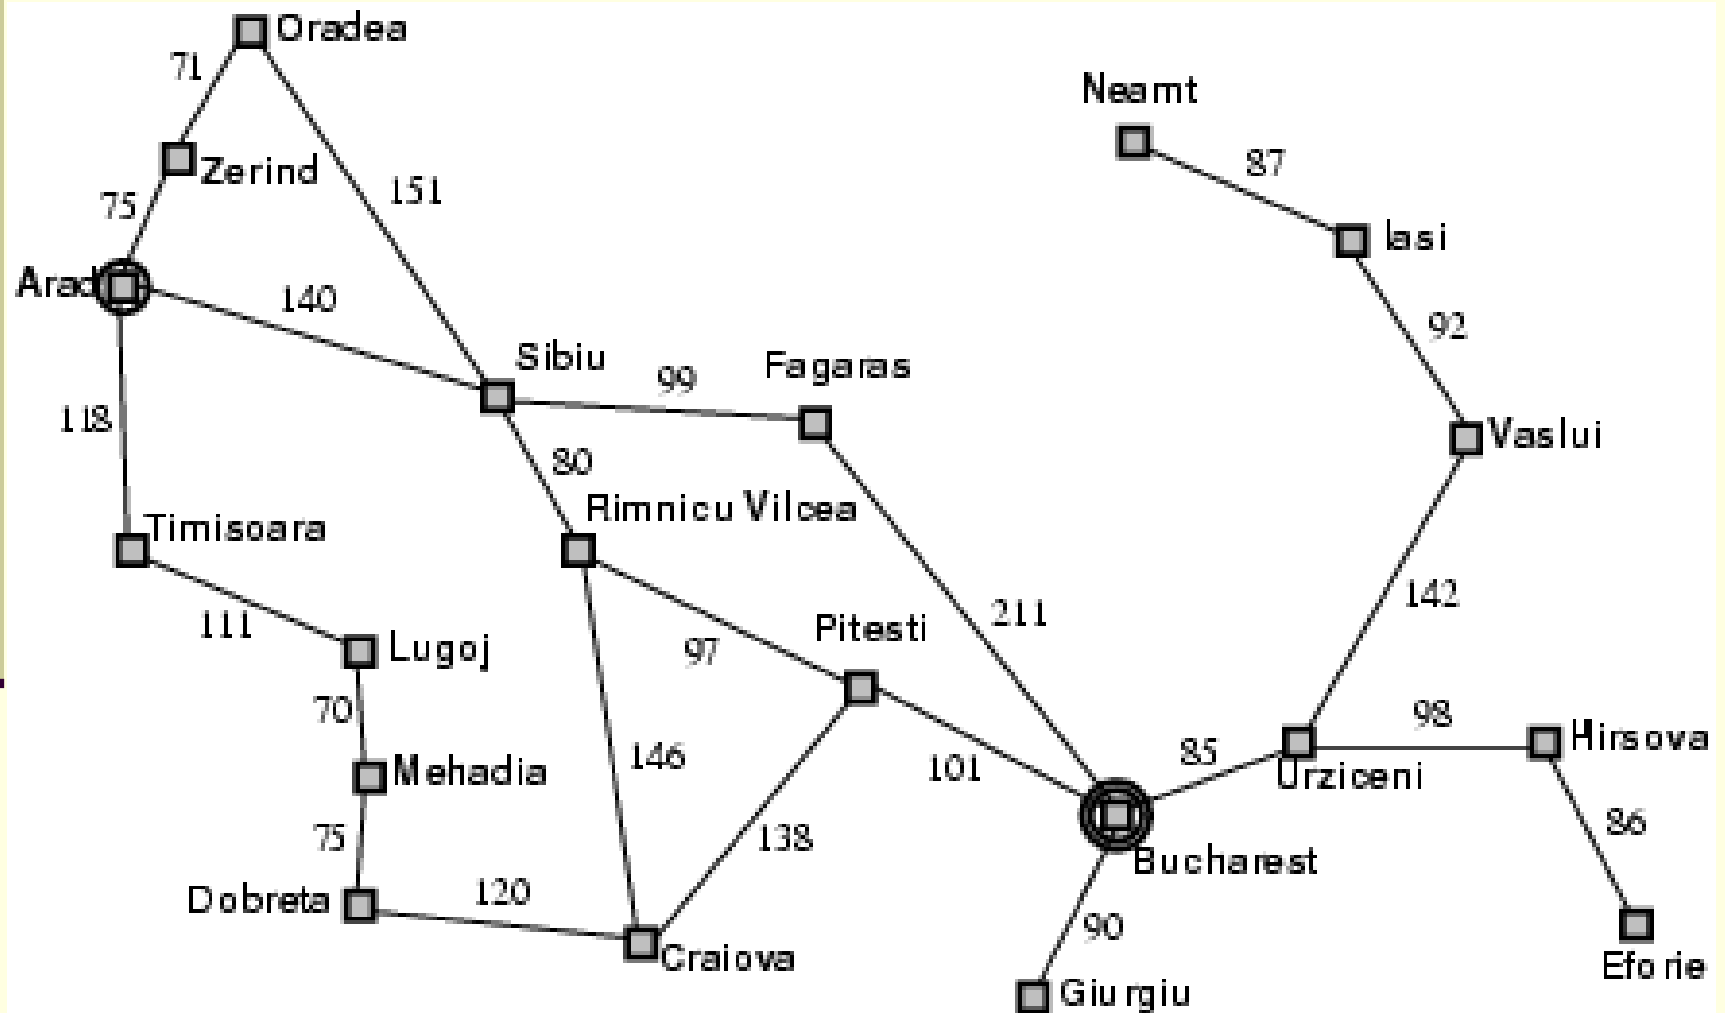 Oradea
71
Neamt
87
Zerind
151
75
Iasi
Arad
140
92
Sibiu
Fagaras
99
118
Vaslui
80
Rimnicu Vilcea
Timisoara
142
211
111
Pitesti
Lugoj
97
70
98
Hirsova
146
85
Mehadia
101
Urziceni
86
75
138
Bucharest
Dobreta
120
90
Craiova
Eforie
Giurgiu